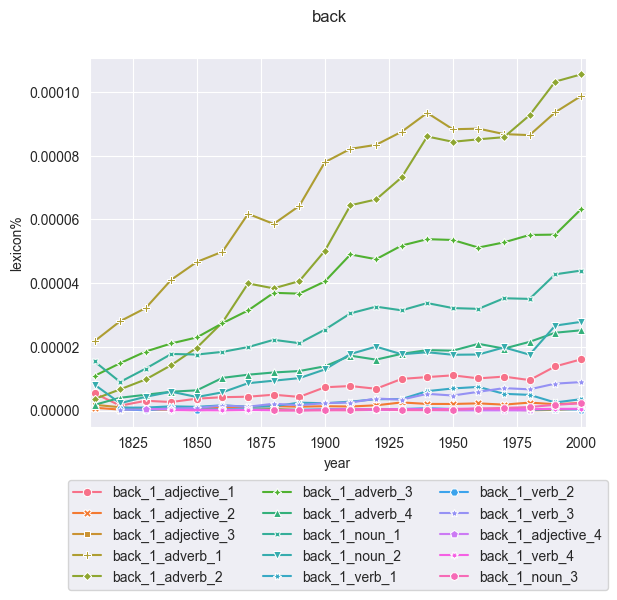 back
0.00010
0.00008
0.00006
0.00004
0.00002
0.00000
lexicon%
1825 1850 1875 1900 1925 1950 1975 2000
year
back_1_adjective_1 back_1_adverb_3 back_1_verb_2
back_1_adjective_2 back_1_adverb_4 back_1_verb_3
back_1_adjective_3 back_1_noun_1 back_1_adjective_4
back_1_adverb_1 back_1_noun_2 back_1_verb_4
back_1_adverb_2 back_1_verb_1 back_1_noun_3